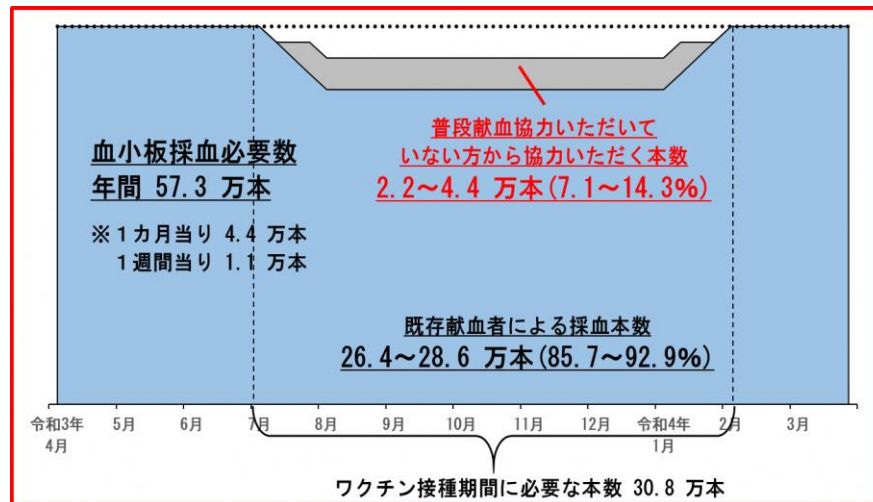 普段献血協力いただいて
いない方から協力いただく本数
2.2～4.4 万本(7.1～14.3%)
血小板採血必要数
年間 57.3 万本
※１カ月当り 4.4 万本
１週間当り 1.1 万本
既存献血者による採血本数
26.4～28.6 万本(85.7～92.9%)
令和3年
4月
5月
6月
7月
8月
9月
10月
11月
12月
令和4年
1月
2月
3月
ワクチン接種期間に必要な本数 30.8 万本